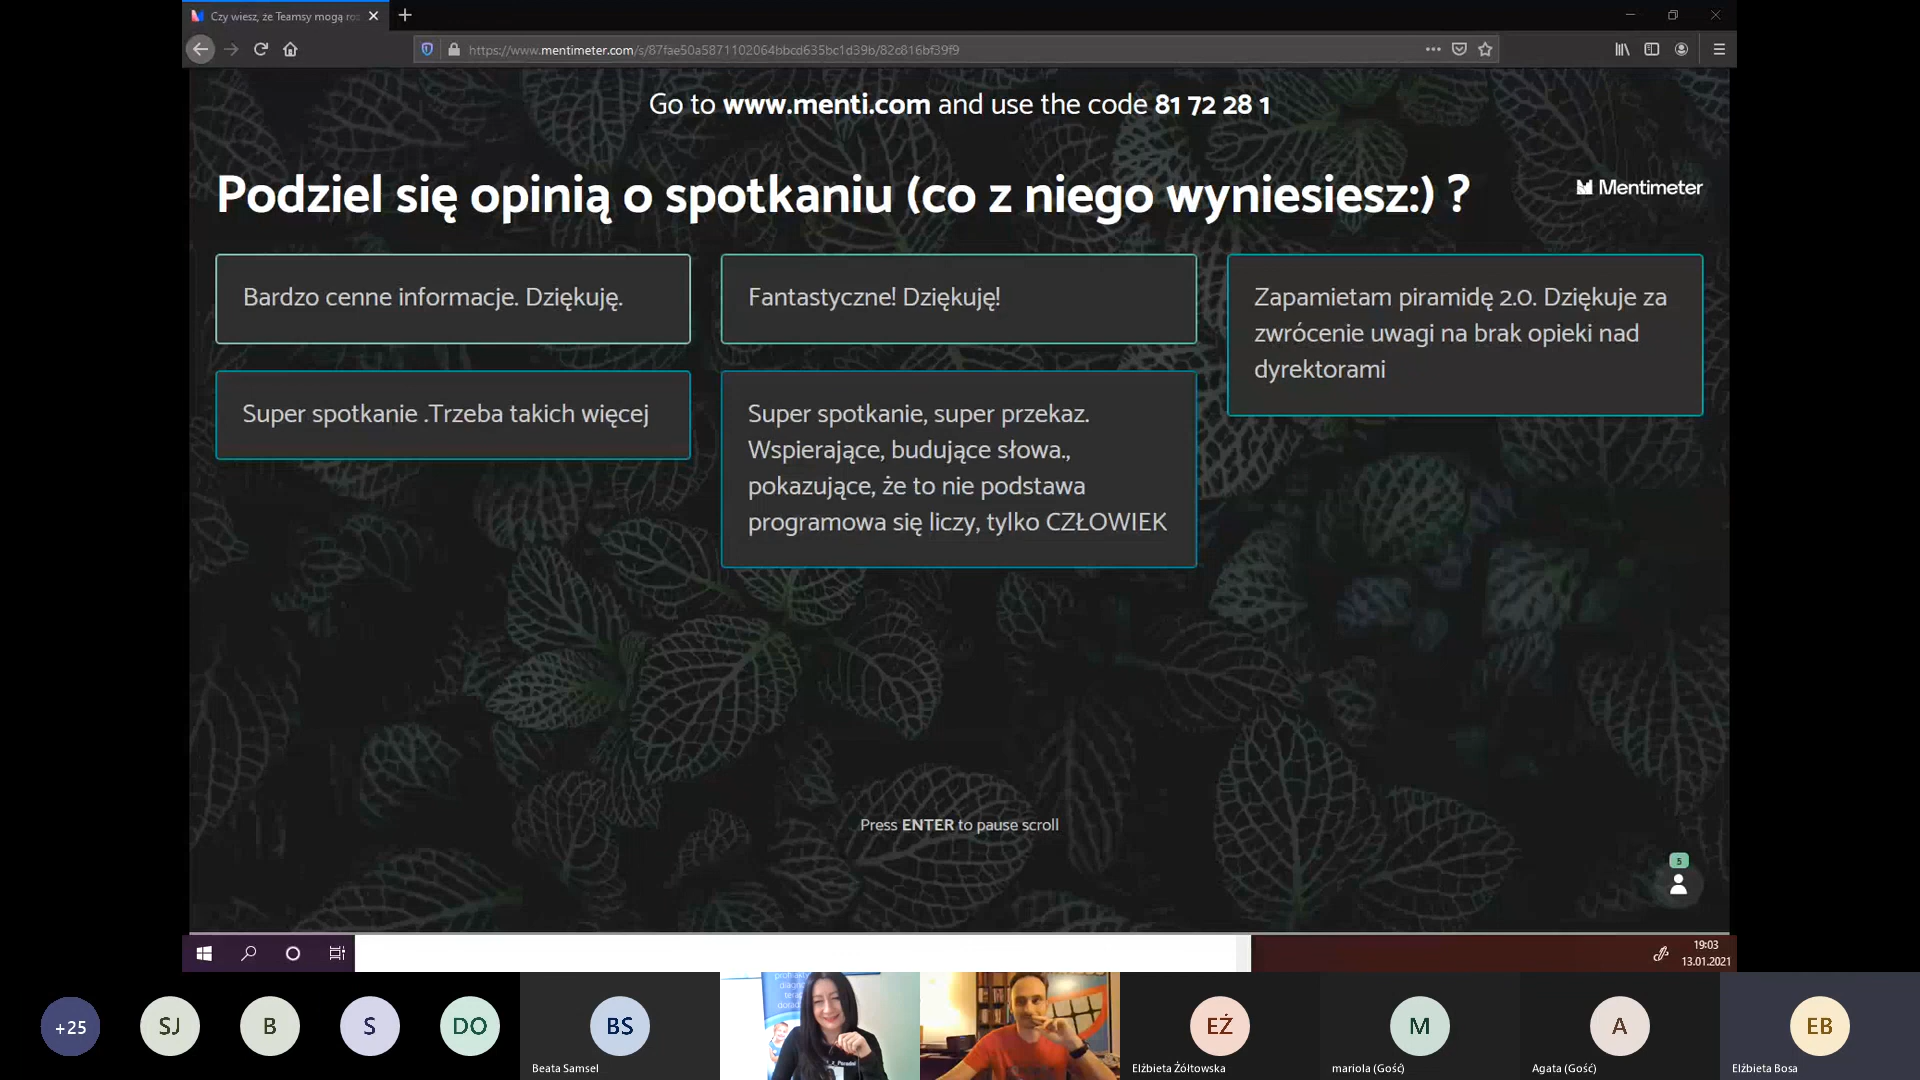 Czy wiesz, że Teamsy mogą ro
https://www.mentimeter.com/s/87fae50a5871102064bbcd635bc1d39b/82c816bf39f9
Go to www.menti.com and use the code 81 72 28 1
Podziel się opinią o spotkaniu (co z niego wyniesiesz:) ?
Mentimeter
Bardzo cenne informacje. Dziękuję.
Fantastyczne! Dziękuję!
Zapamietam piramidę 2.0. Dziękuje za
zwrócenie uwagi na brak opieki nad
dyrektorami
Super spotkanie .Trzeba takich więcej
Super spotkanie, super przekaz.
Wspierające, budujące słowa.,
pokazujące, że to nie podstawa
programowa się liczy, tylko CZŁOWIEK
Press ENTER to pause scroll
5
19:03
13.01.2021
+25
SJ
B
S
DO
BS
Beata Samsel
EŻ
Elżbieta Żółtowska
M
mariola (Gość)
A
Agata (Gość)
EB
Elżbieta Bosa